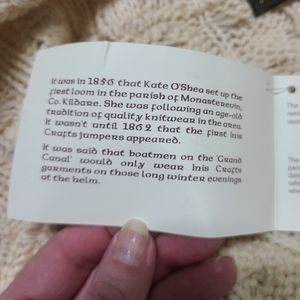 It was in 1856 that Kate O'Shea set up the
first loom in the parish of Monasterevin,
Co. Kildare. She was following an age-old
tradition of quality knitwear in the area.
It wasn't until 1862 that the first Inis
Crafts jumpers appeared.
It was said that boatmen on the 'Grand
Canal' would only wear Inis Crafts
garments on those long winter evenings
at the helm.